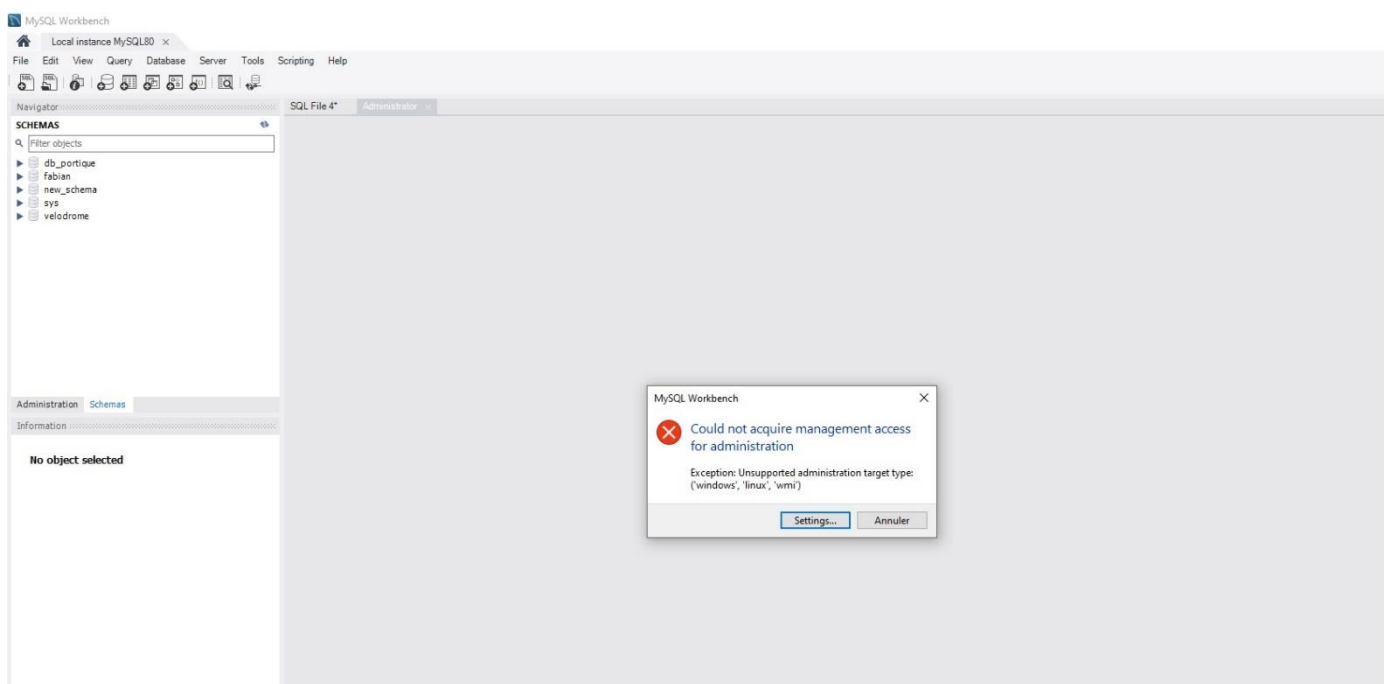 MySQL Workbench
Local instance MySQL80 ×
File Edit View Query Database Server Tools Scripting Help
Navigator
SQL File 4* Administrator ×
SCHEMAS
Filter objects
db_portique
fabian
new_schema
sys
velodrome
Administration Schemas
Information
No object selected
MySQL Workbench
Could not acquire management access
for administration
Exception: Unsupported administration target type:
('windows', 'linux', 'wmi')
Settings... Annuler